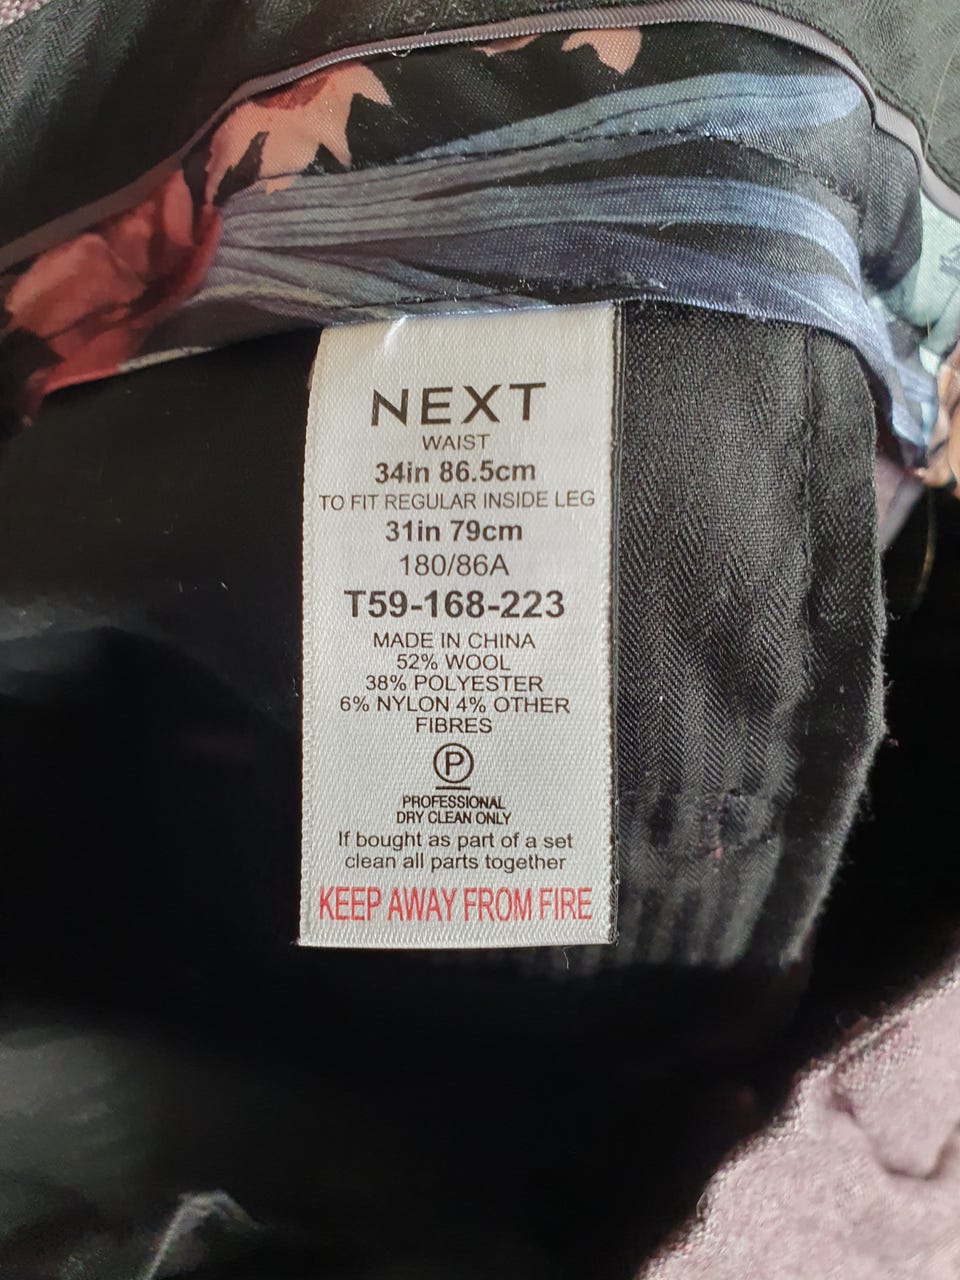 NEXT
WAIST
34in 86.5cm
TO FIT REGULAR INSIDE LEG
31in 79cm
180/86A
T59-168-223
MADE IN CHINA
52% WOOL
38% POLYESTER
6% NYLON 4% OTHER
FIBRES
P
PROFESSIONAL
DRY CLEAN ONLY
If bought as part of a set
clean all parts together
KEEP AWAY FROM FIRE